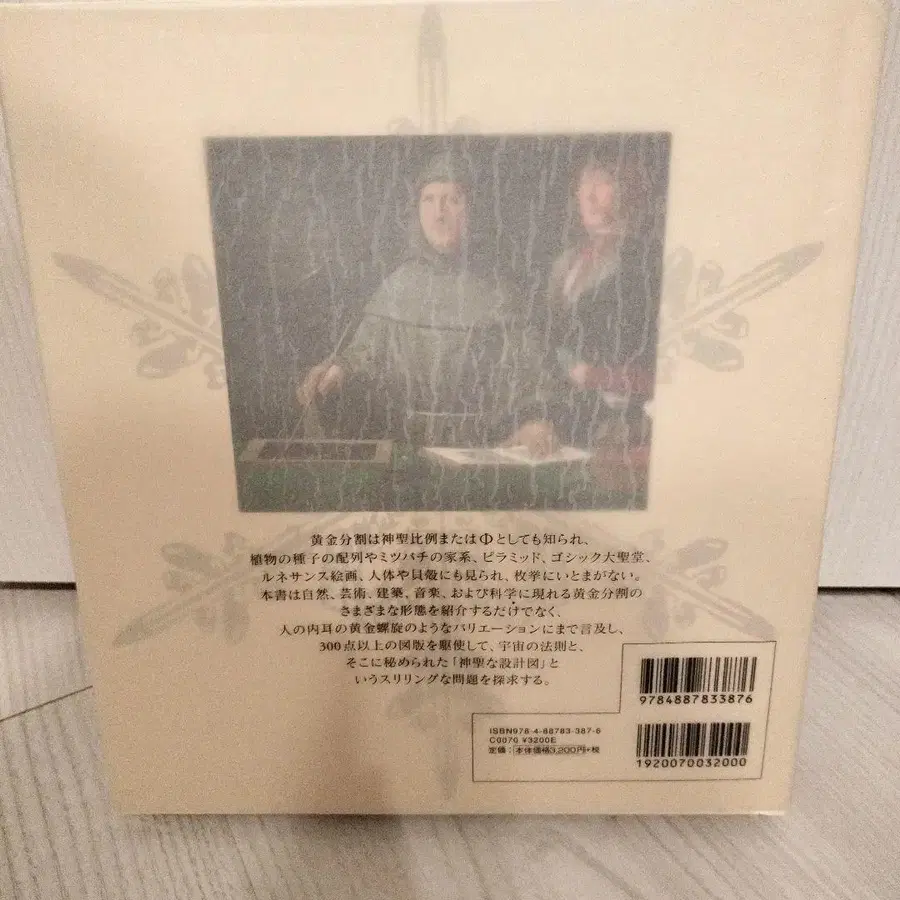 黄金分割は神聖比例またはΦとしても知られ、
植物の種子の配列やミツバチの家系、ピラミッド、ゴシック大聖堂、
ルネサンス絵画、人体や貝殻にも見られ、枚挙にいとまがない。
本書は自然、芸術、建築、音楽、および科学に現れる黄金分割の
さまざまな形態を紹介するだけでなく、
人の内耳の黄金螺旋のようなバリエーションにまで言及し、
300点以上の図版を駆使して、宇宙の法則と、
そこに秘められた「神聖な設計図」と
いうスリリングな問題を探求する。
9784887833876
ISBN978-4-88783-387-6
C0070 ¥3200E
定価：本体価格3,200円+税
1920070032000